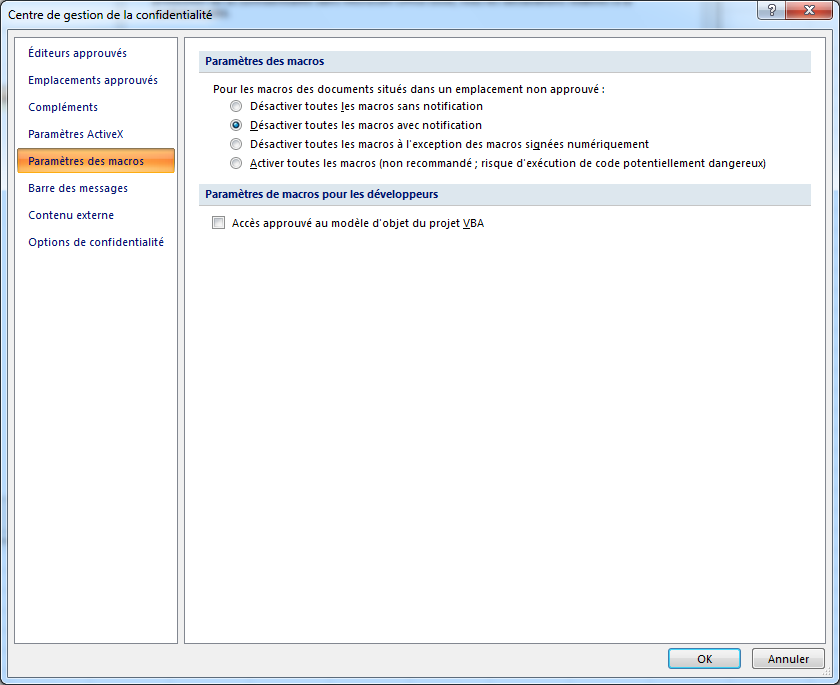 Centre de gestion de la confidentialité
Éditeurs approuvés
Emplacements approuvés
Compléments
Paramètres ActiveX
Paramètres des macros
Barre des messages
Contenu externe
Options de confidentialité
Paramètres des macros
Pour les macros des documents situés dans un emplacement non approuvé :
Désactiver toutes les macros sans notification
Désactiver toutes les macros avec notification
Désactiver toutes les macros à l'exception des macros signées numériquement
Activer toutes les macros (non recommandé ; risque d'exécution de code potentiellement dangereux)
Paramètres de macros pour les développeurs
Accès approuvé au modèle d'objet du projet VBA
OK
Annuler